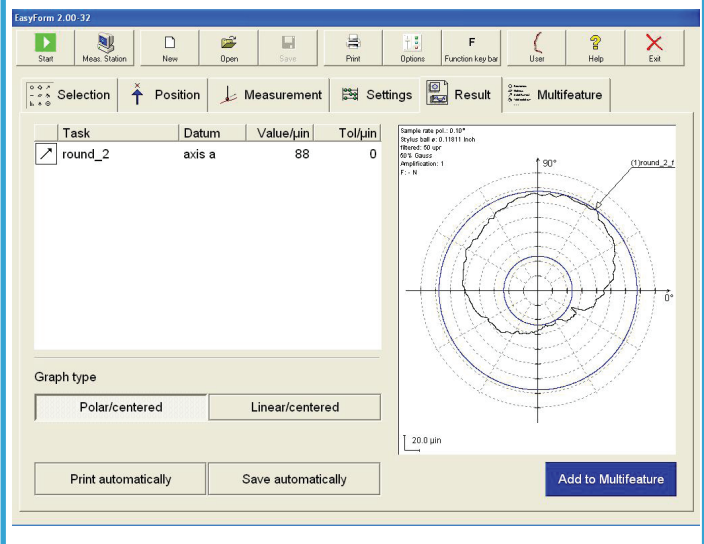 EasyForm 2.00-32
Start Meas. Station New Open Save Print Options Function key bar User Help Exit
F
Selection Position Measurement Settings Result Multifeature
Task Datum Value/µin Tol/µin
round_2 axis a 88 0
Sample rate pol.: 0.10°
Stylus ball ø: 0.11811 Inch
filtered: 50 upr
50% Gauss
Amplification: 1
F: - N
90°
(1)round_2_f
0°
20.0 µin
Graph type
Polar/centered Linear/centered
Print automatically Save automatically
Add to Multifeature